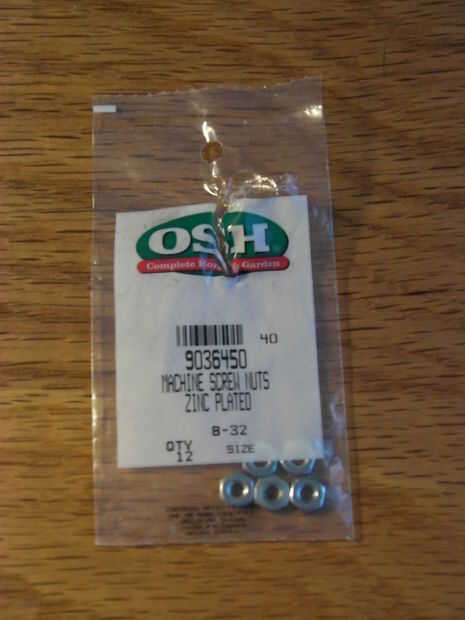 OSH
Complete Home & Garden
40
9036450
MACHINE SCREW NUTS
ZINC PLATED
8-32
QTY SIZE
12